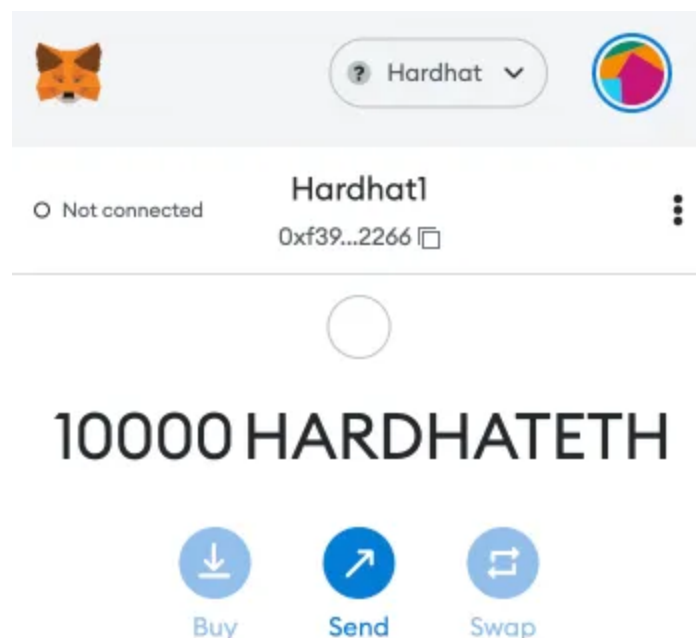 ? Hardhat
Not connected
Hardhat1
0xf39...2266
10000 HARDHATETH
Buy Send Swap